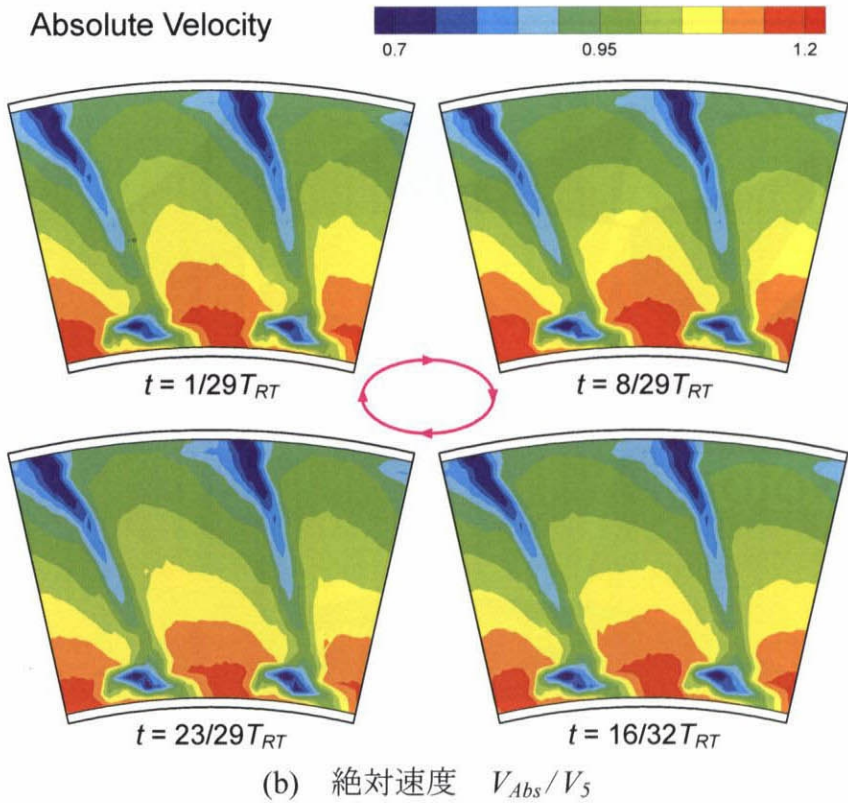 Absolute Velocity
0.7 0.95 1.2
t = 1/29T_RT t = 8/29T_RT
t = 23/29T_RT t = 16/32T_RT
(b) 絶対速度 V_Abs/V_5